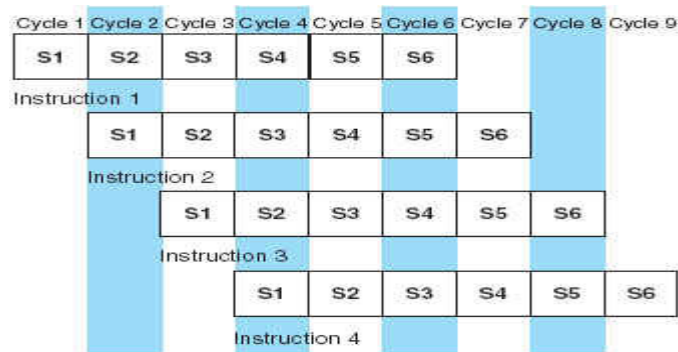 Cycle 1 Cycle 2 Cycle 3 Cycle 4 Cycle 5 Cycle 6 Cycle 7 Cycle 8 Cycle 9
S1 S2 S3 S4 S5 S6
Instruction 1
S1 S2 S3 S4 S5 S6
Instruction 2
S1 S2 S3 S4 S5 S6
Instruction 3
S1 S2 S3 S4 S5 S6
Instruction 4